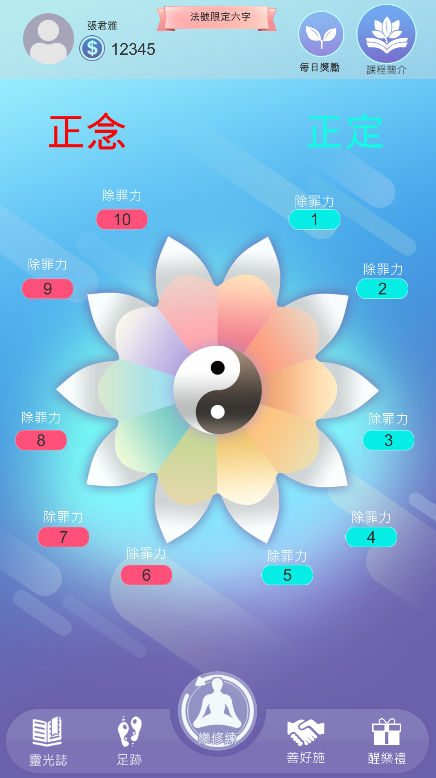 張君雅
法號限定六字
$ 12345
每日獎勵
課程簡介
正念
正定
除罪力
10
除罪力
1
除罪力
9
除罪力
2
除罪力
8
除罪力
3
除罪力
7
除罪力
4
除罪力
6
除罪力
5
靈光誌
足跡
樂修練
善好施
醒樂禮